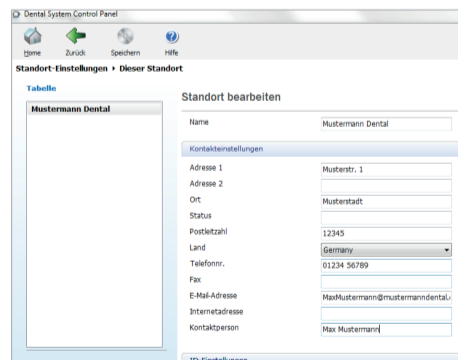 Dental System Control Panel
Home Zurück Speichern Hilfe
Standort-Einstellungen Dieser Standort
Tabelle
Mustermann Dental
Standort bearbeiten
Name Mustermann Dental
Kontakteinstellungen
Adresse 1 Musterstr. 1
Adresse 2
Ort Musterstadt
Status
Postleitzahl 12345
Land Germany
Telefonnr. 01234 56789
Fax
E-Mail-Adresse MaxMustermann@mustermanndental.
Internetadresse
Kontaktperson Max Mustermann
ID-Einstellungen